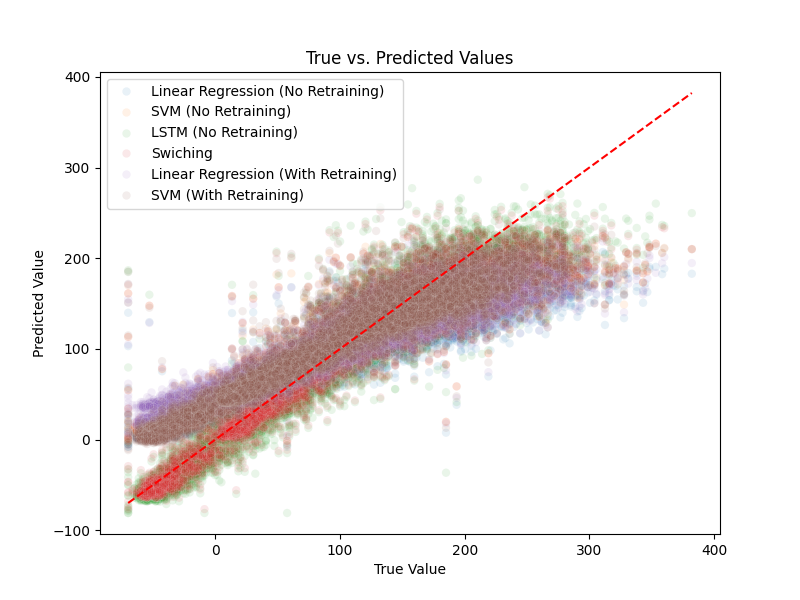 True vs. Predicted Values
400
300
200
100
0
−100
Predicted Value
Linear Regression (No Retraining)
SVM (No Retraining)
LSTM (No Retraining)
Swiching
Linear Regression (With Retraining)
SVM (With Retraining)
0
100
200
300
400
True Value